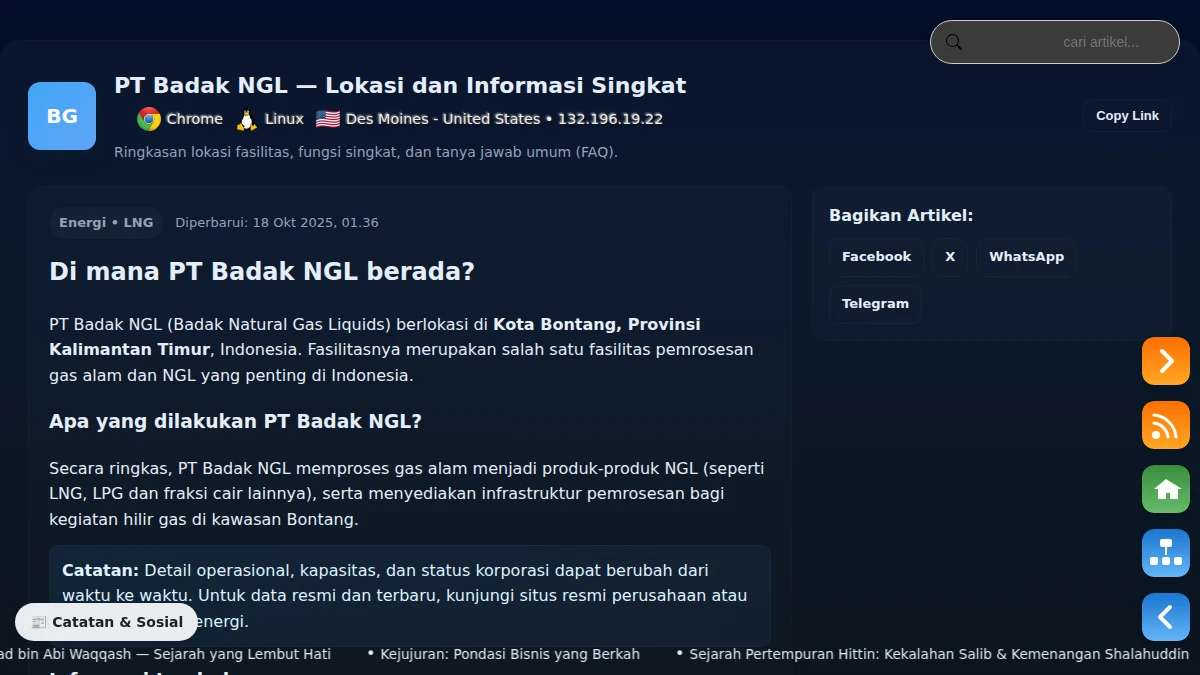 cari artikel...
BG
PT Badak NGL — Lokasi dan Informasi Singkat
Chrome Linux Des Moines - United States • 132.196.19.22
Copy Link
Ringkasan lokasi fasilitas, fungsi singkat, dan tanya jawab umum (FAQ).
Energi • LNG Diperbarui: 18 Okt 2025, 01.36
Di mana PT Badak NGL berada?
PT Badak NGL (Badak Natural Gas Liquids) berlokasi di Kota Bontang, Provinsi
Kalimantan Timur, Indonesia. Fasilitasnya merupakan salah satu fasilitas pemrosesan
gas alam dan NGL yang penting di Indonesia.
Apa yang dilakukan PT Badak NGL?
Secara ringkas, PT Badak NGL memproses gas alam menjadi produk-produk NGL (seperti
LNG, LPG dan fraksi cair lainnya), serta menyediakan infrastruktur pemrosesan bagi
kegiatan hilir gas di kawasan Bontang.
Catatan: Detail operasional, kapasitas, dan status korporasi dapat berubah dari
waktu ke waktu. Untuk data resmi dan terbaru, kunjungi situs resmi perusahaan atau
energi.
Bagikan Artikel:
Facebook X WhatsApp
Telegram
Catatan & Sosial
ad bin Abi Waqqash — Sejarah yang Lembut Hati • Kejujuran: Pondasi Bisnis yang Berkah • Sejarah Pertempuran Hittin: Kekalahan Salib & Kemenangan Shalahuddin